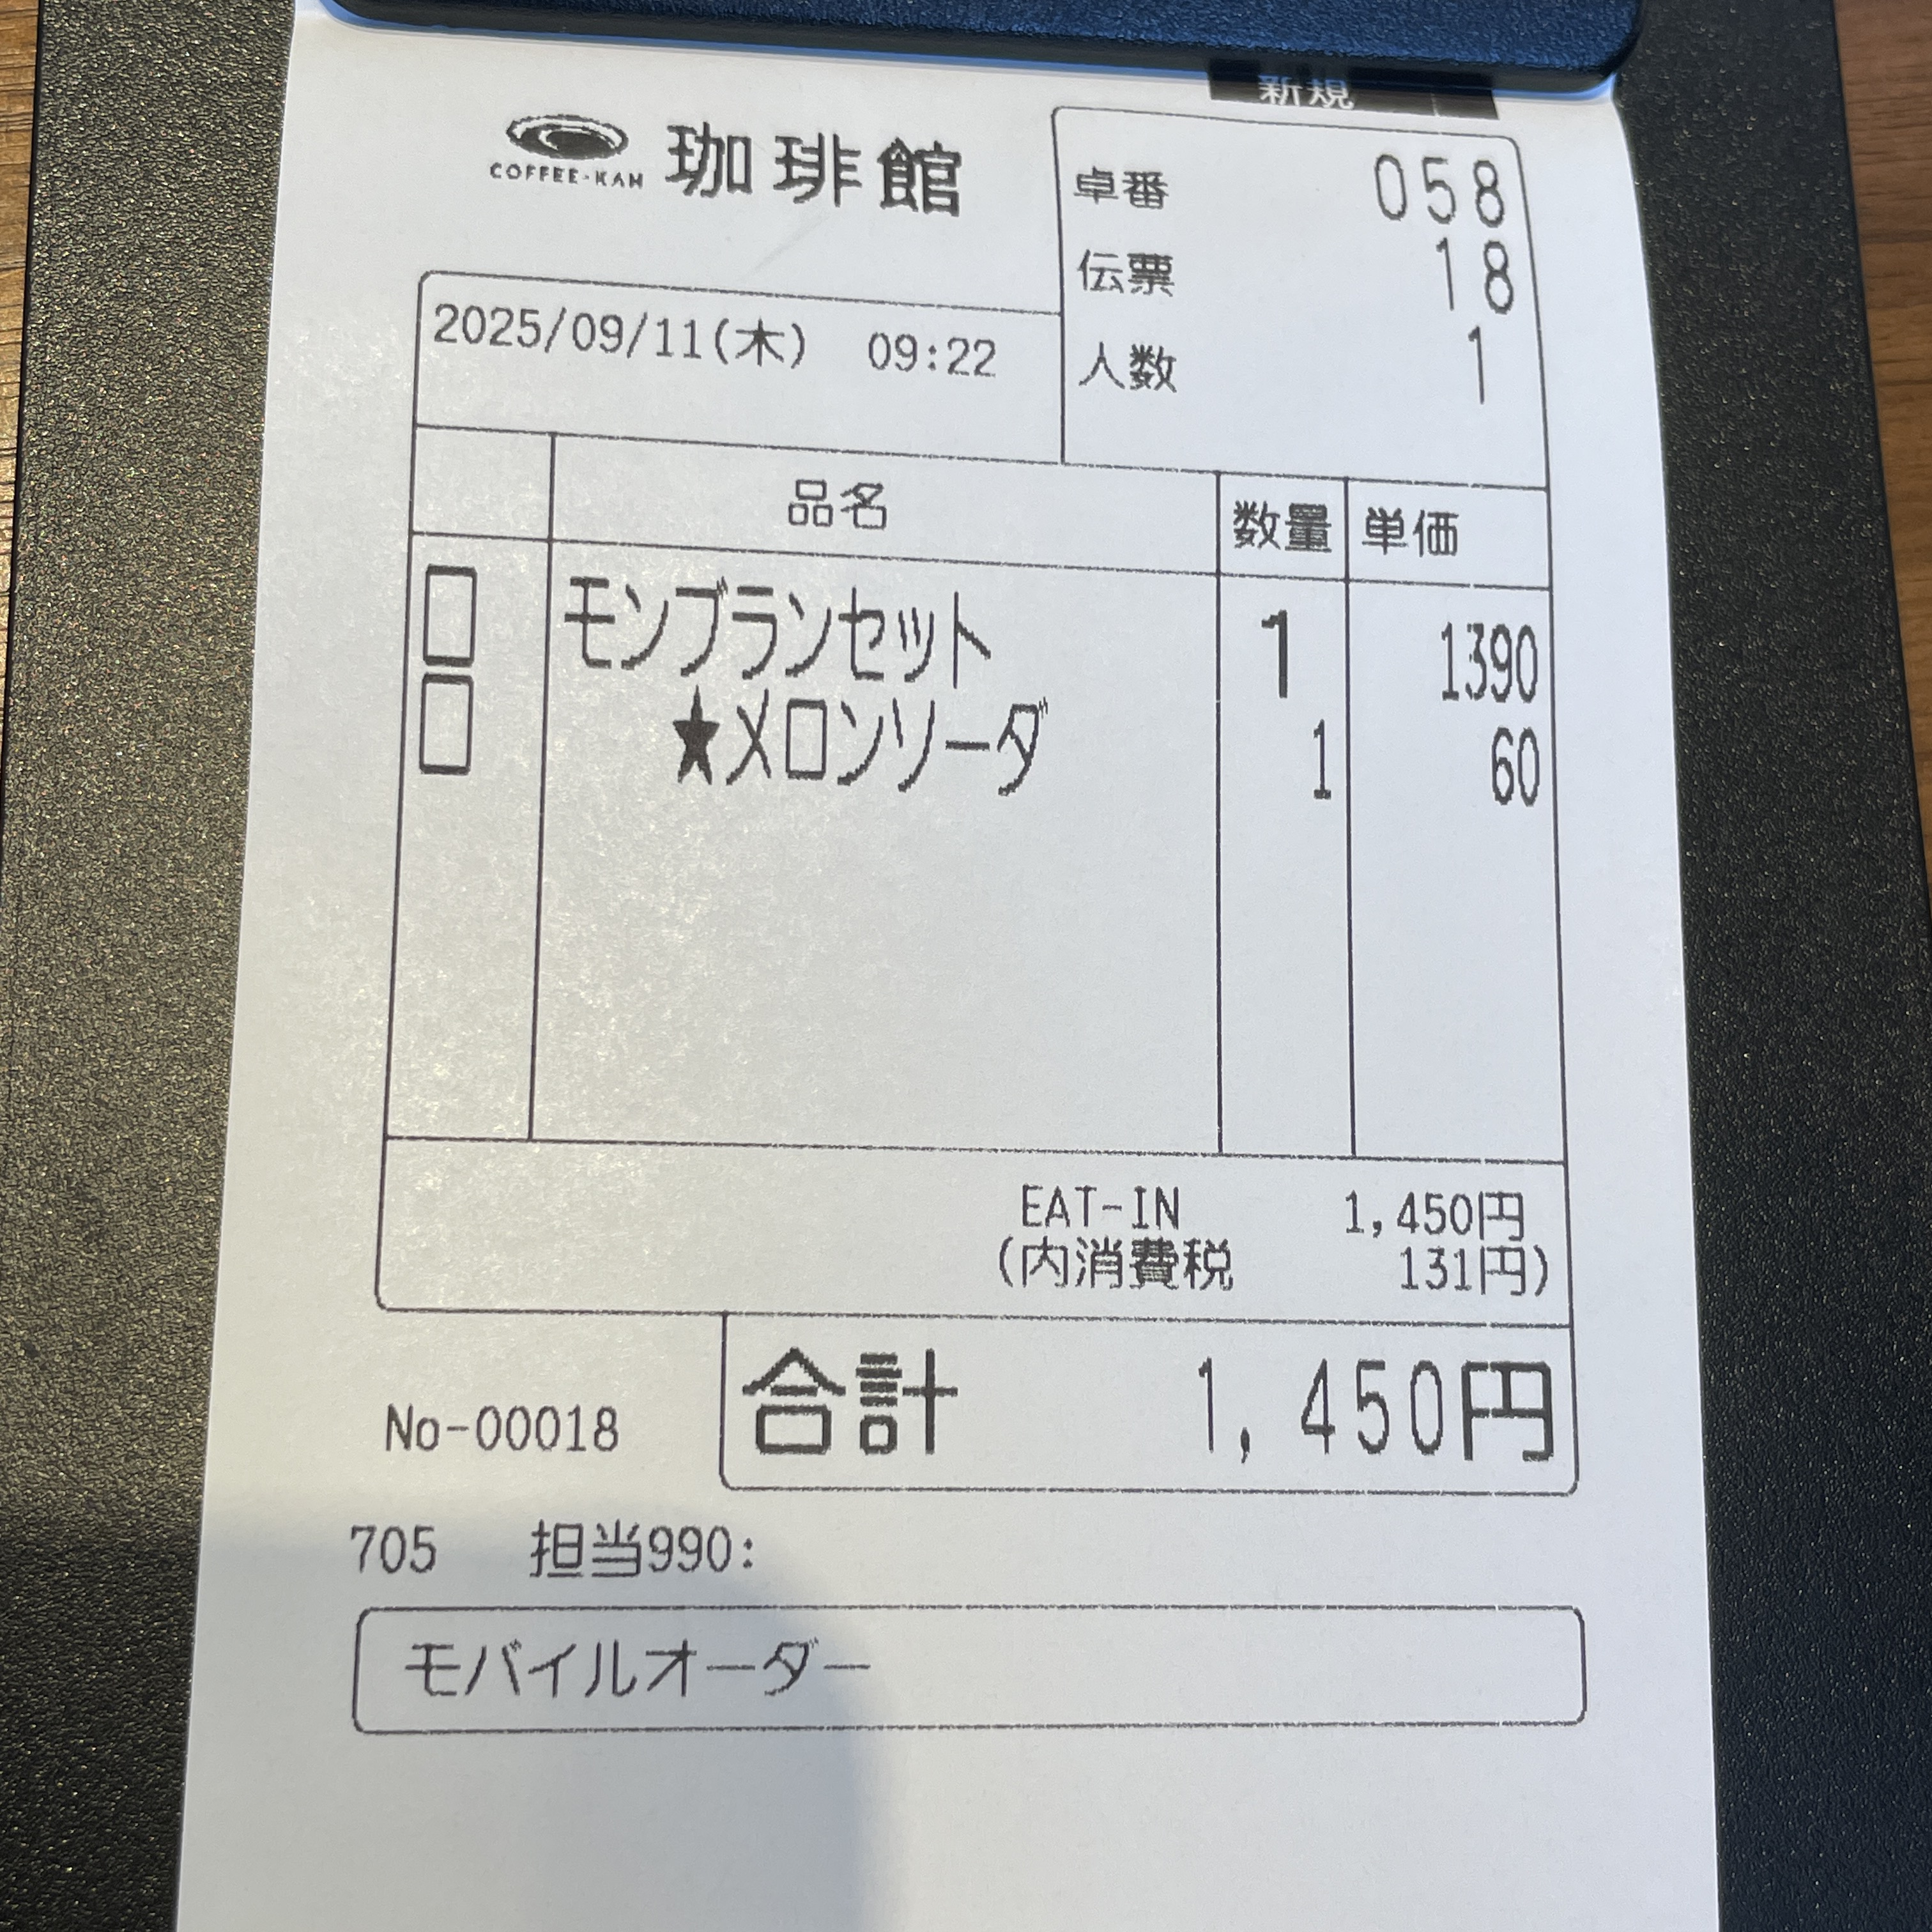 新規
COFFEE-KAN 珈琲館
卓番 058
伝票 18
人数 1
2025/09/11(木) 09:22
品名 数量 単価
モンブランセット 1 1390
★メロンソーダ 1 60
EAT-IN 1,450円
(内消費税 131円)
合計 1,450円
No-00018
705 担当990:
モバイルオーダー